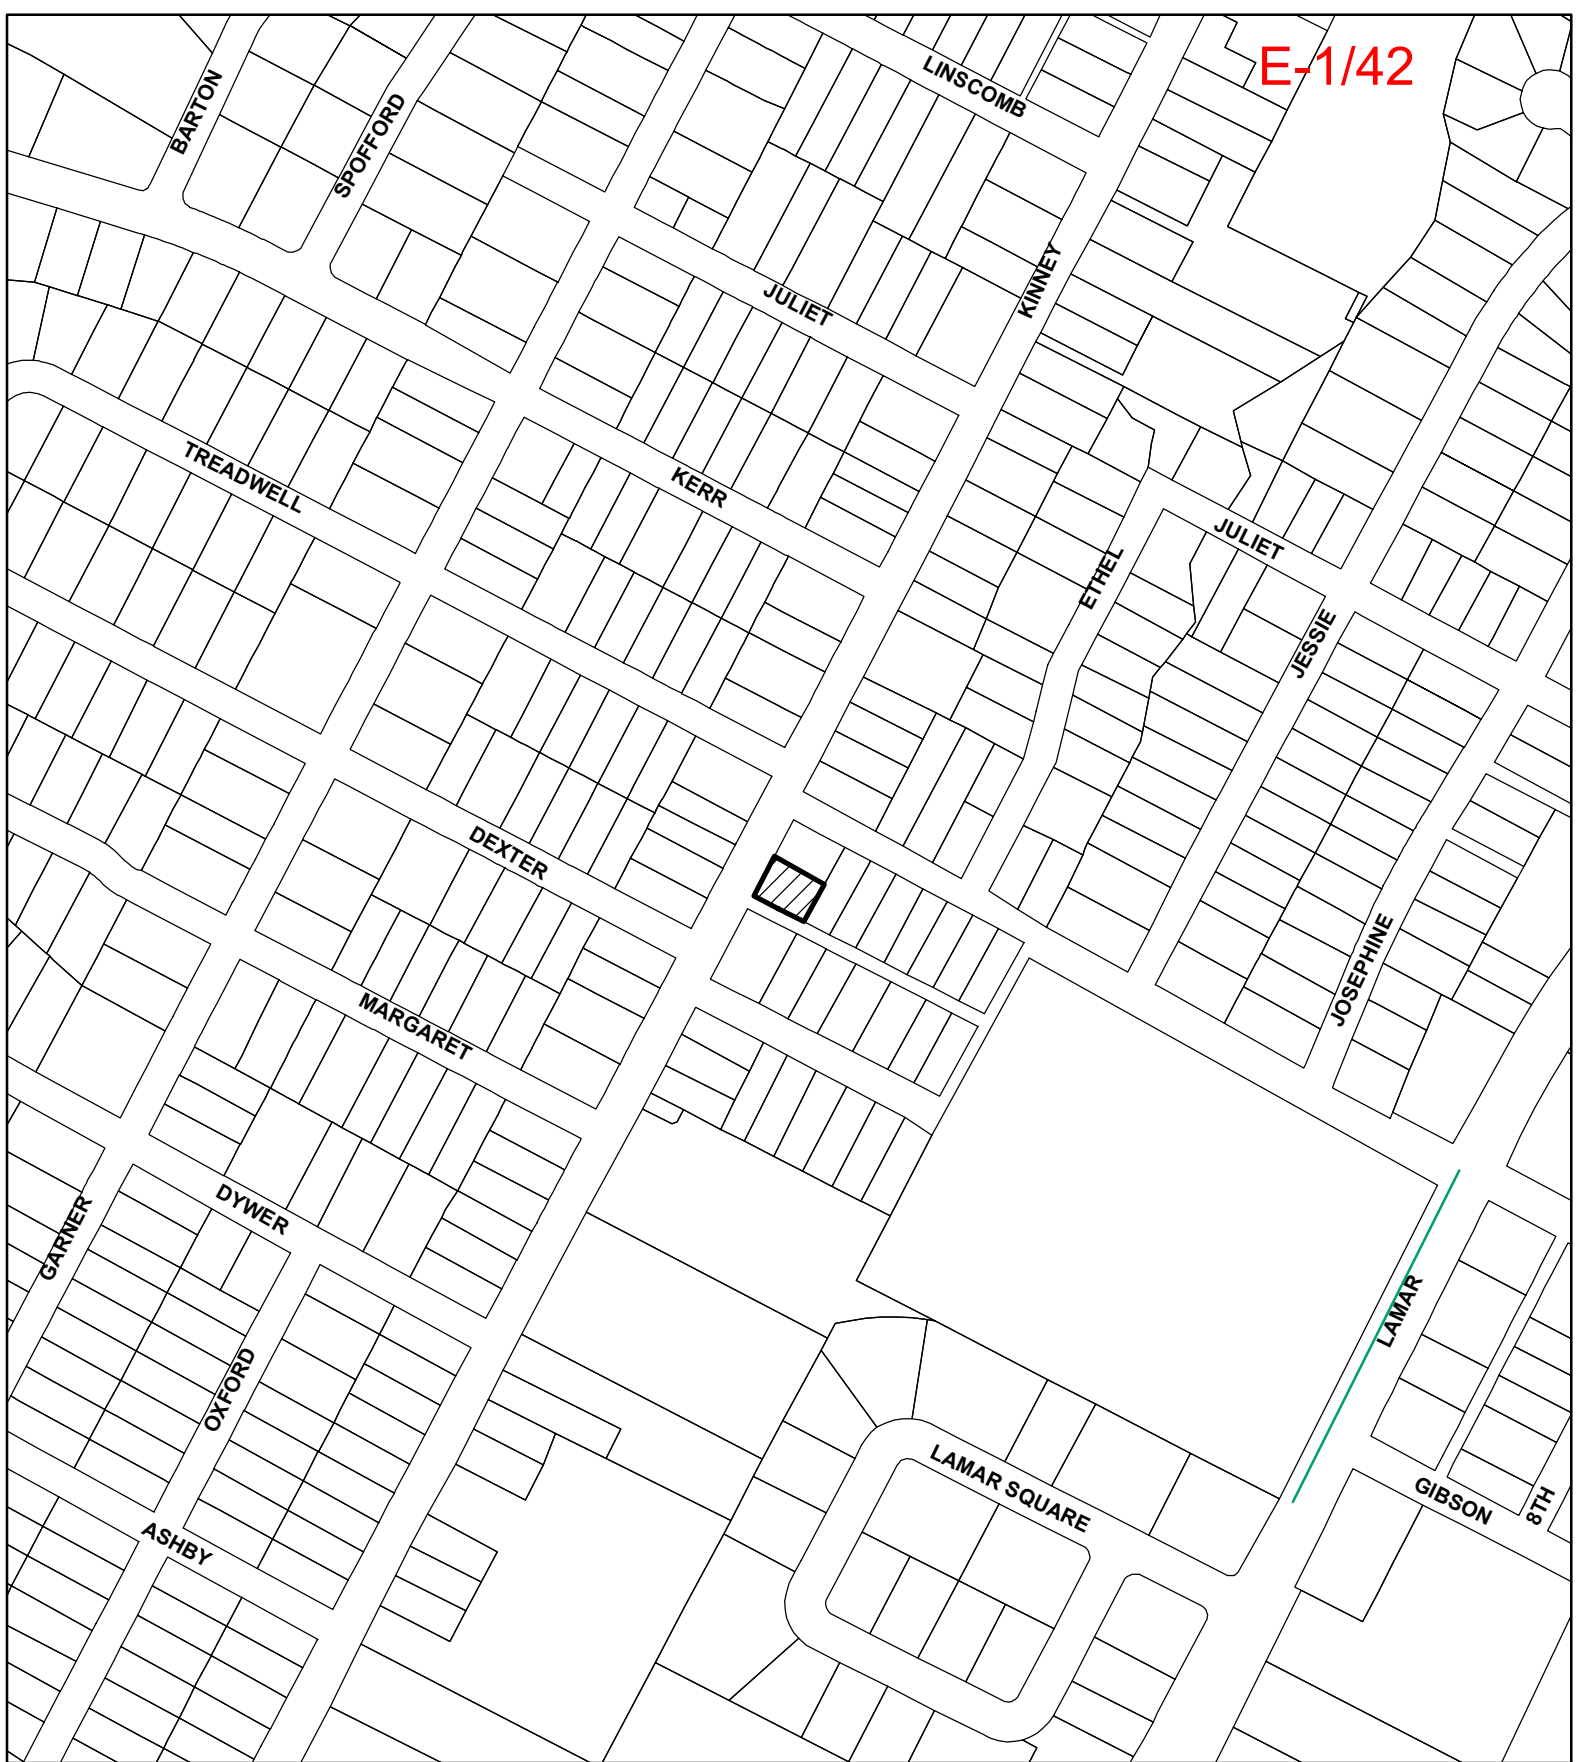 E-1/42
LINSCOMB
BARTON
SPOFFORD
KINNEY
JULIET
TREADWELL
KERR
JULIET
ETHEL
JESSIE
DEXTER
JOSEPHINE
MARGARET
DYWER
GARNER
LAMAR
OXFORD
LAMAR SQUARE
GIBSON
8TH
ASHBY